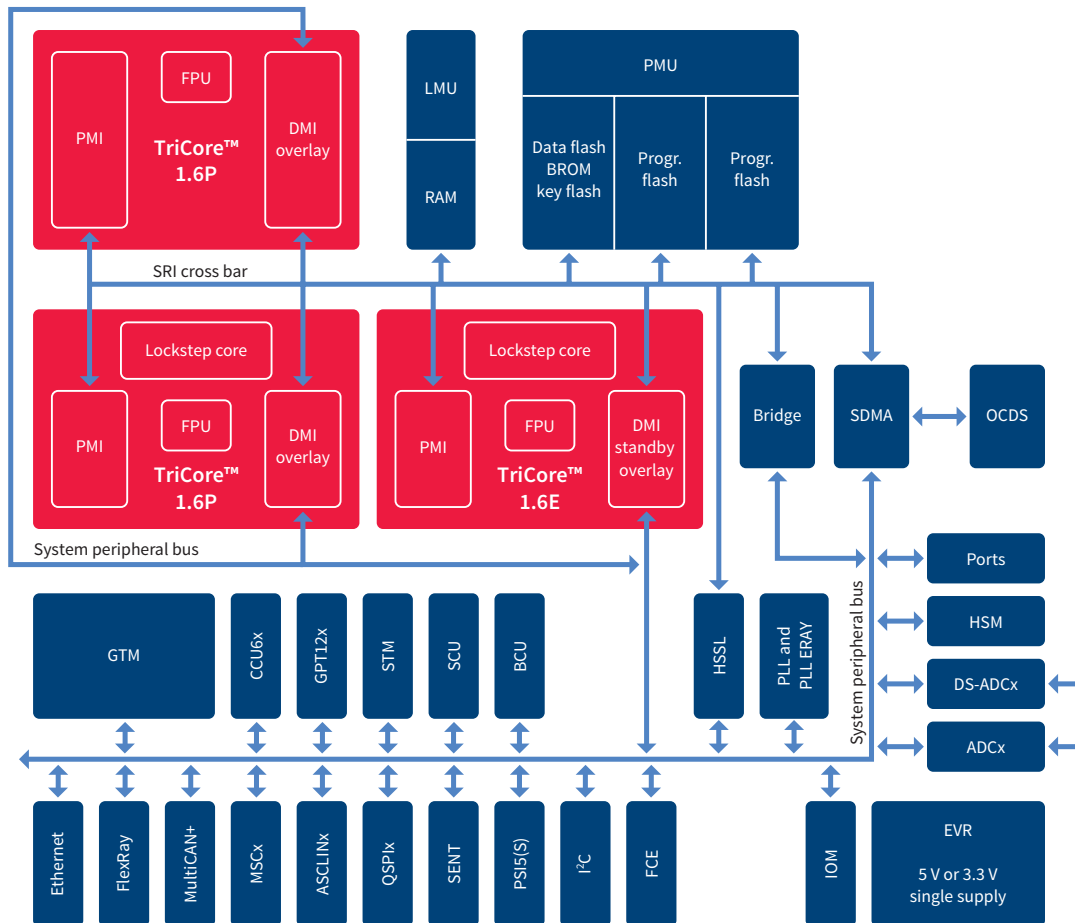 FPU
PMI
TriCore™
1.6P
DMI
overlay
LMU
RAM
PMU
Data flash
BROM
key flash
Progr.
flash
Progr.
flash
SRI cross bar
Lockstep core
PMI
FPU
TriCore™
1.6P
DMI
overlay
Lockstep core
PMI
FPU
TriCore™
1.6E
DMI
standby
overlay
Bridge
SDMA
OCDS
System peripheral bus
System peripheral bus
Ports
HSM
DS-ADCx
ADCx
GTM
CCU6x
GPT12x
STM
SCU
BCU
HSSL
PLL and
PLL ERAY
Ethernet
FlexRay
MultiCAN+
MSCx
ASCLINx
QSPIx
SENT
PSI5(S)
I²C
FCE
IOM
EVR
5 V or 3.3 V
single supply